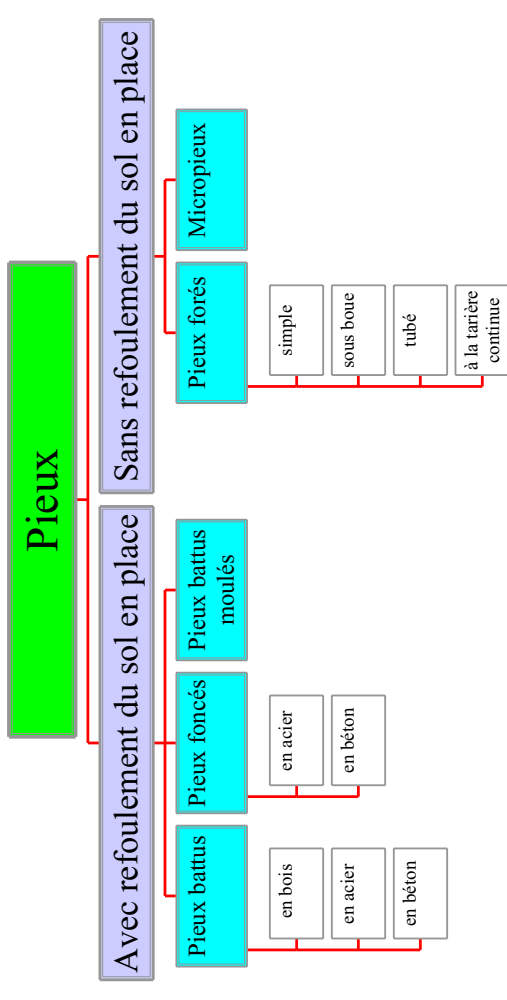 Pieux
Avec refoulement du sol en place
Sans refoulement du sol en place
Pieux battus
Pieux foncés
Pieux battus
moulés
Pieux forés
Micropieux
en bois
en acier
en béton
en acier
en béton
simple
sous boue
tubé
à la tarière
continue